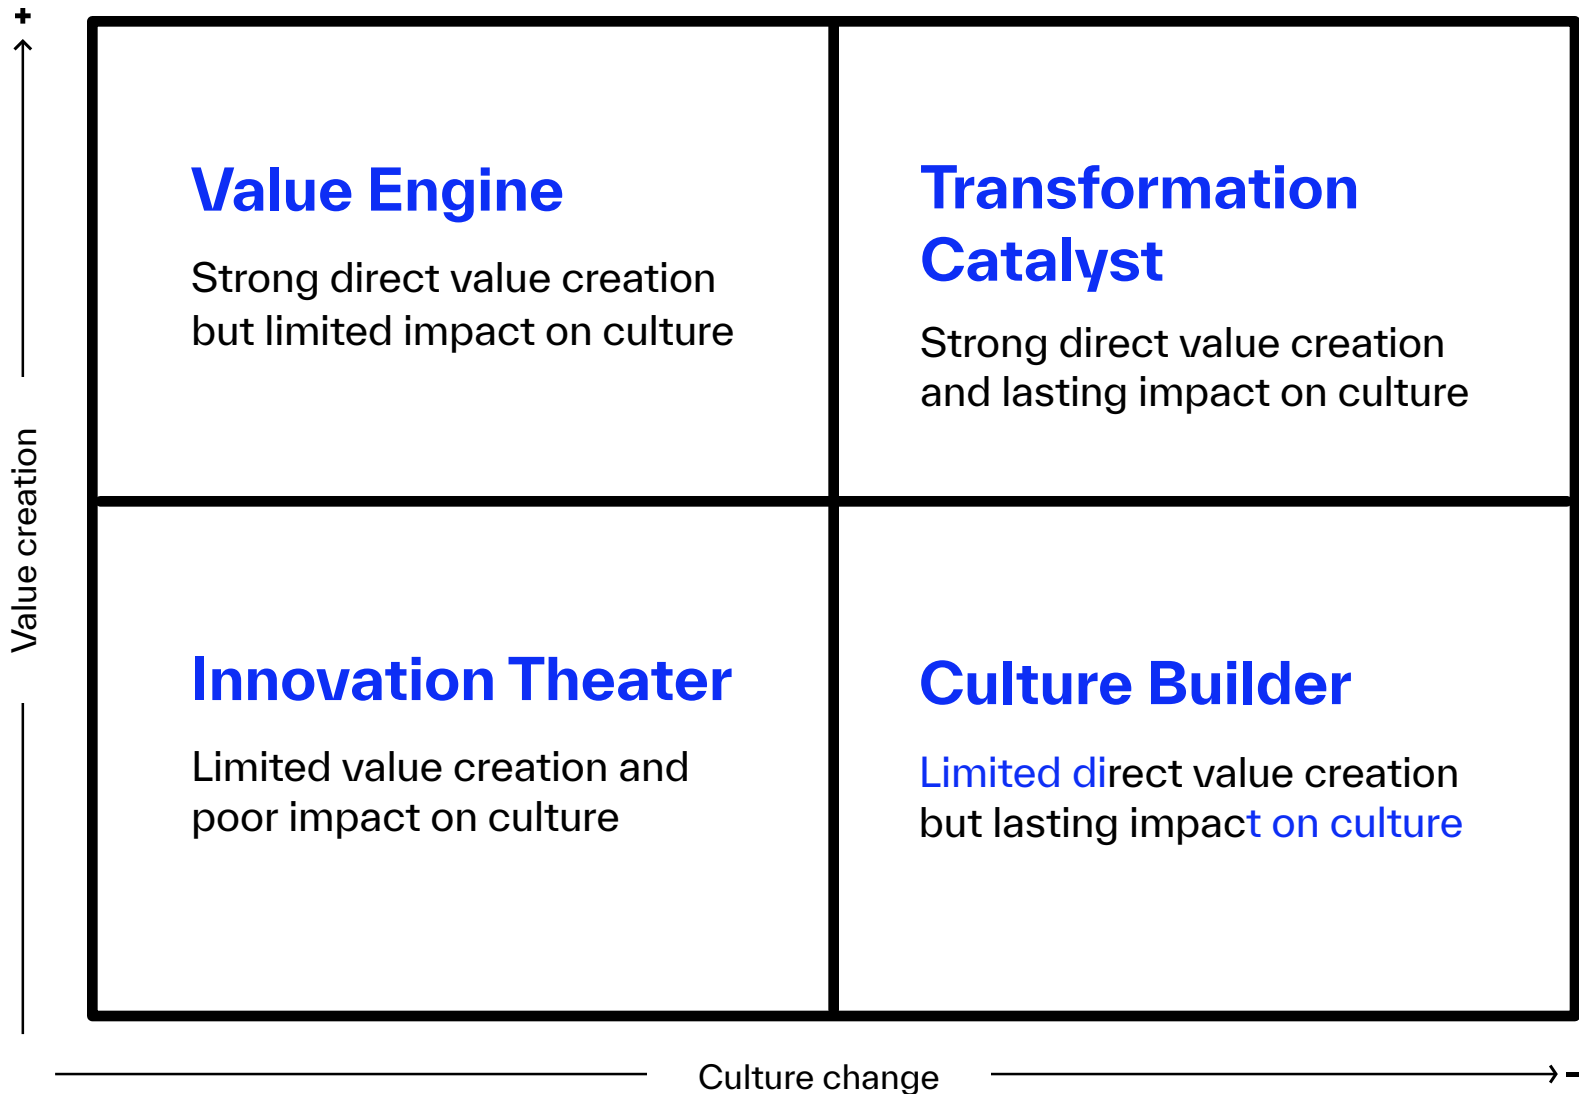 +
Value Engine
Strong direct value creation
but limited impact on culture
Transformation
Catalyst
Strong direct value creation
and lasting impact on culture
Value creation
Innovation Theater
Limited value creation and
poor impact on culture
Culture Builder
Limited direct value creation
but lasting impact on culture
Culture change